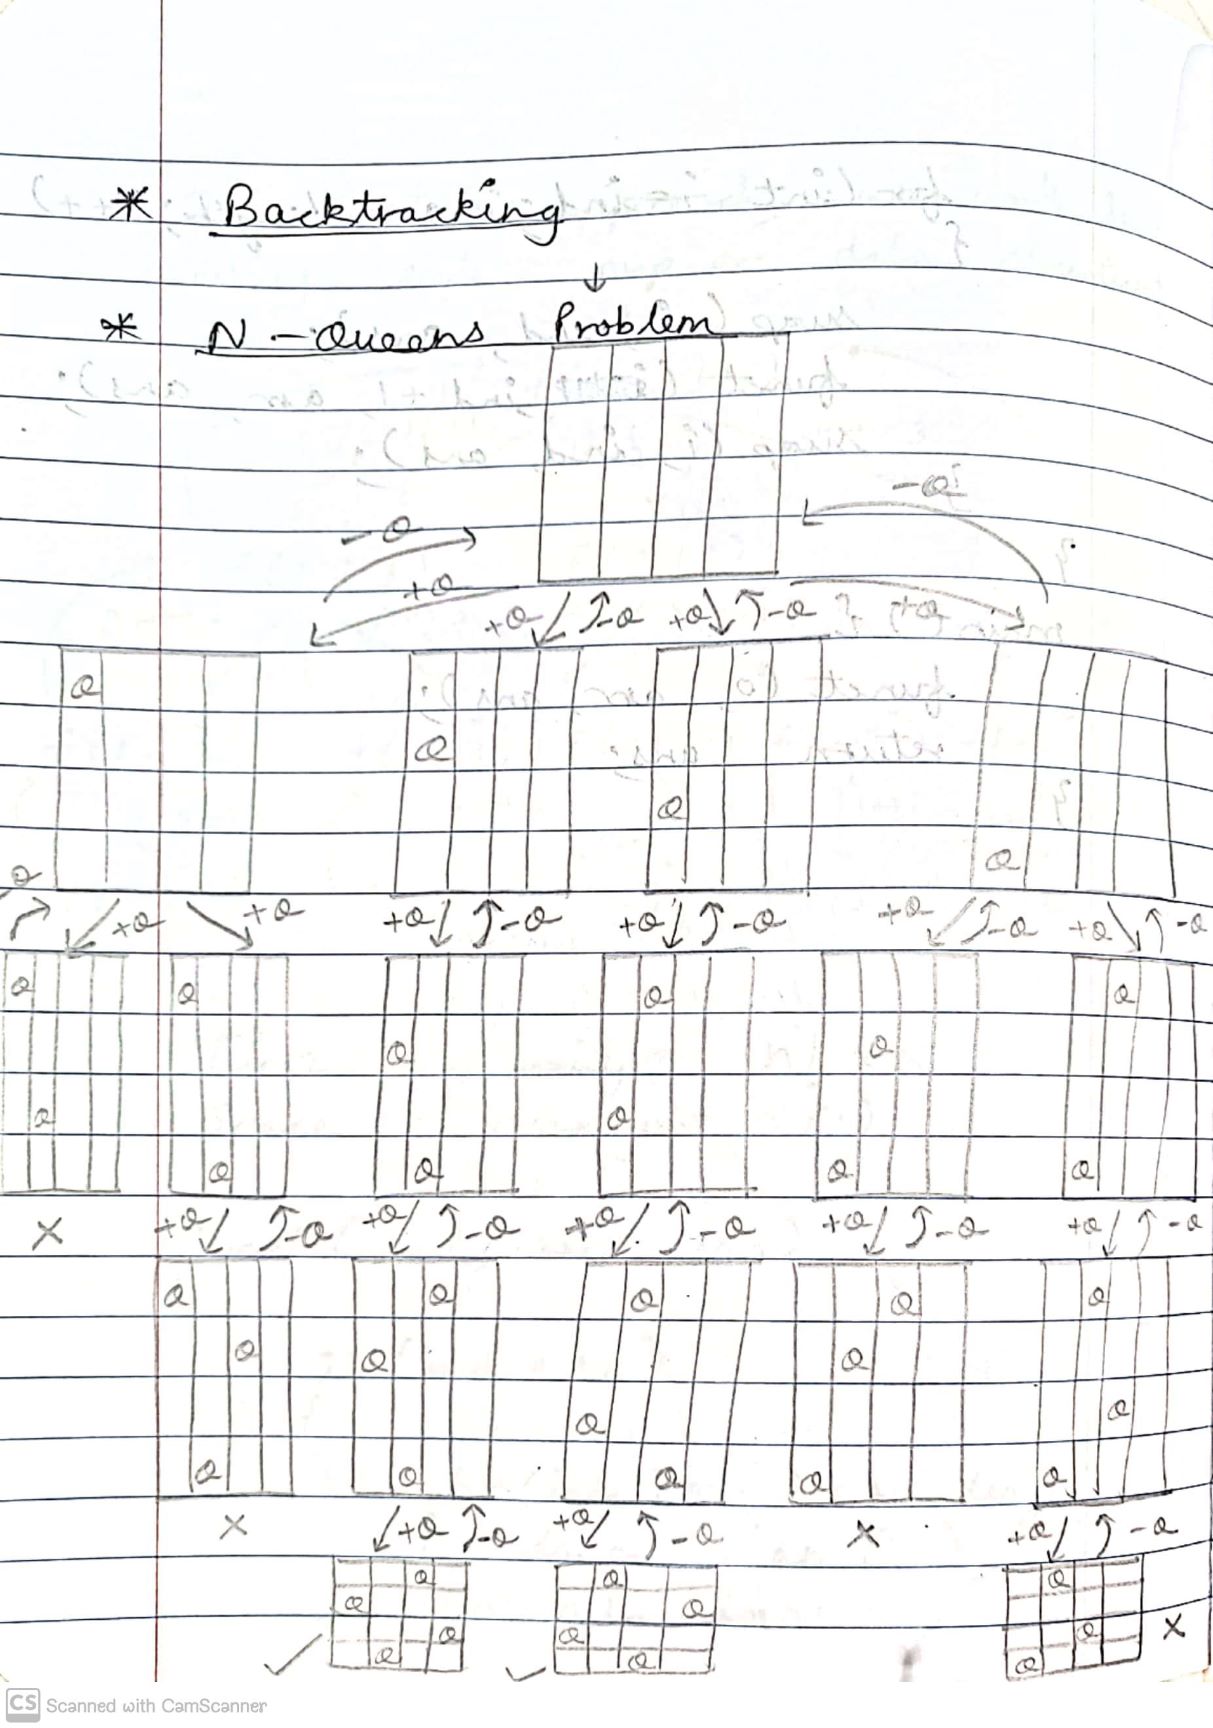 * Backtracking
↓
* N-Queens Problem
-Q -Q
+Q +Q ↑-Q +Q ↑-Q +Q
Q Q Q Q
Q +Q +Q +Q ↑-Q +Q ↑-Q +Q ↑-Q +Q ↑-Q
Q Q Q Q
Q Q
Q Q
Q Q Q Q
x +Q ↑-Q +Q ↑-Q +Q ↑-Q +Q ↑-Q +Q ↑-Q
Q Q Q Q Q
Q Q Q
Q Q
Q Q Q Q Q
x +Q ↑-Q +Q ↑-Q x +Q ↑-Q
Q Q Q
Q Q
Q Q Q x
✓ Q ✓ Q Q
CS Scanned with CamScanner